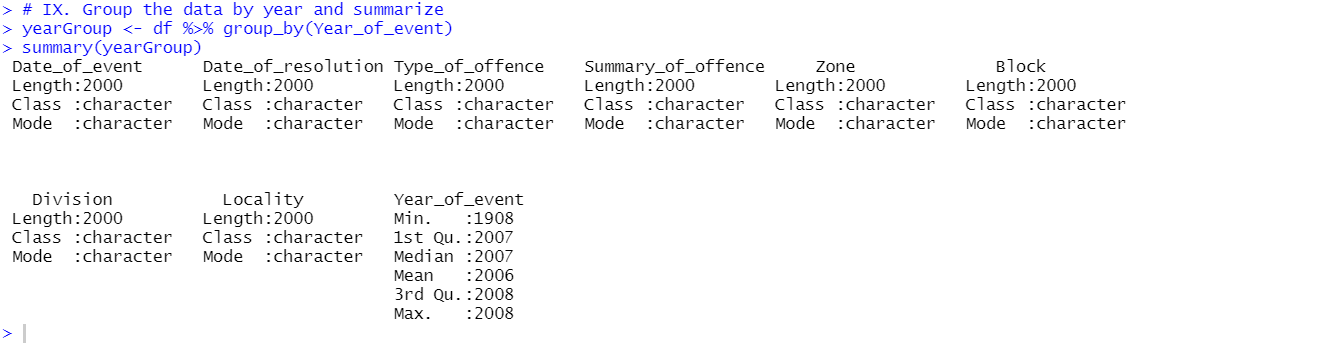 > # IX. Group the data by year and summarize
> yearGroup <- df %>% group_by(Year_of_event)
> summary(yearGroup)
 Date_of_event      Date_of_resolution Type_of_offence    Summary_of_offence     Zone              Block
 Length:2000        Length:2000        Length:2000        Length:2000        Length:2000        Length:2000
 Class :character   Class :character   Class :character   Class :character   Class :character   Class :character
 Mode  :character   Mode  :character   Mode  :character   Mode  :character   Mode  :character   Mode  :character
   Division           Locality         Year_of_event
 Length:2000        Length:2000        Min.   :1908
 Class :character   Class :character   1st Qu.:2007
 Mode  :character   Mode  :character   Median :2007
                                       Mean   :2006
                                       3rd Qu.:2008
                                       Max.   :2008
>